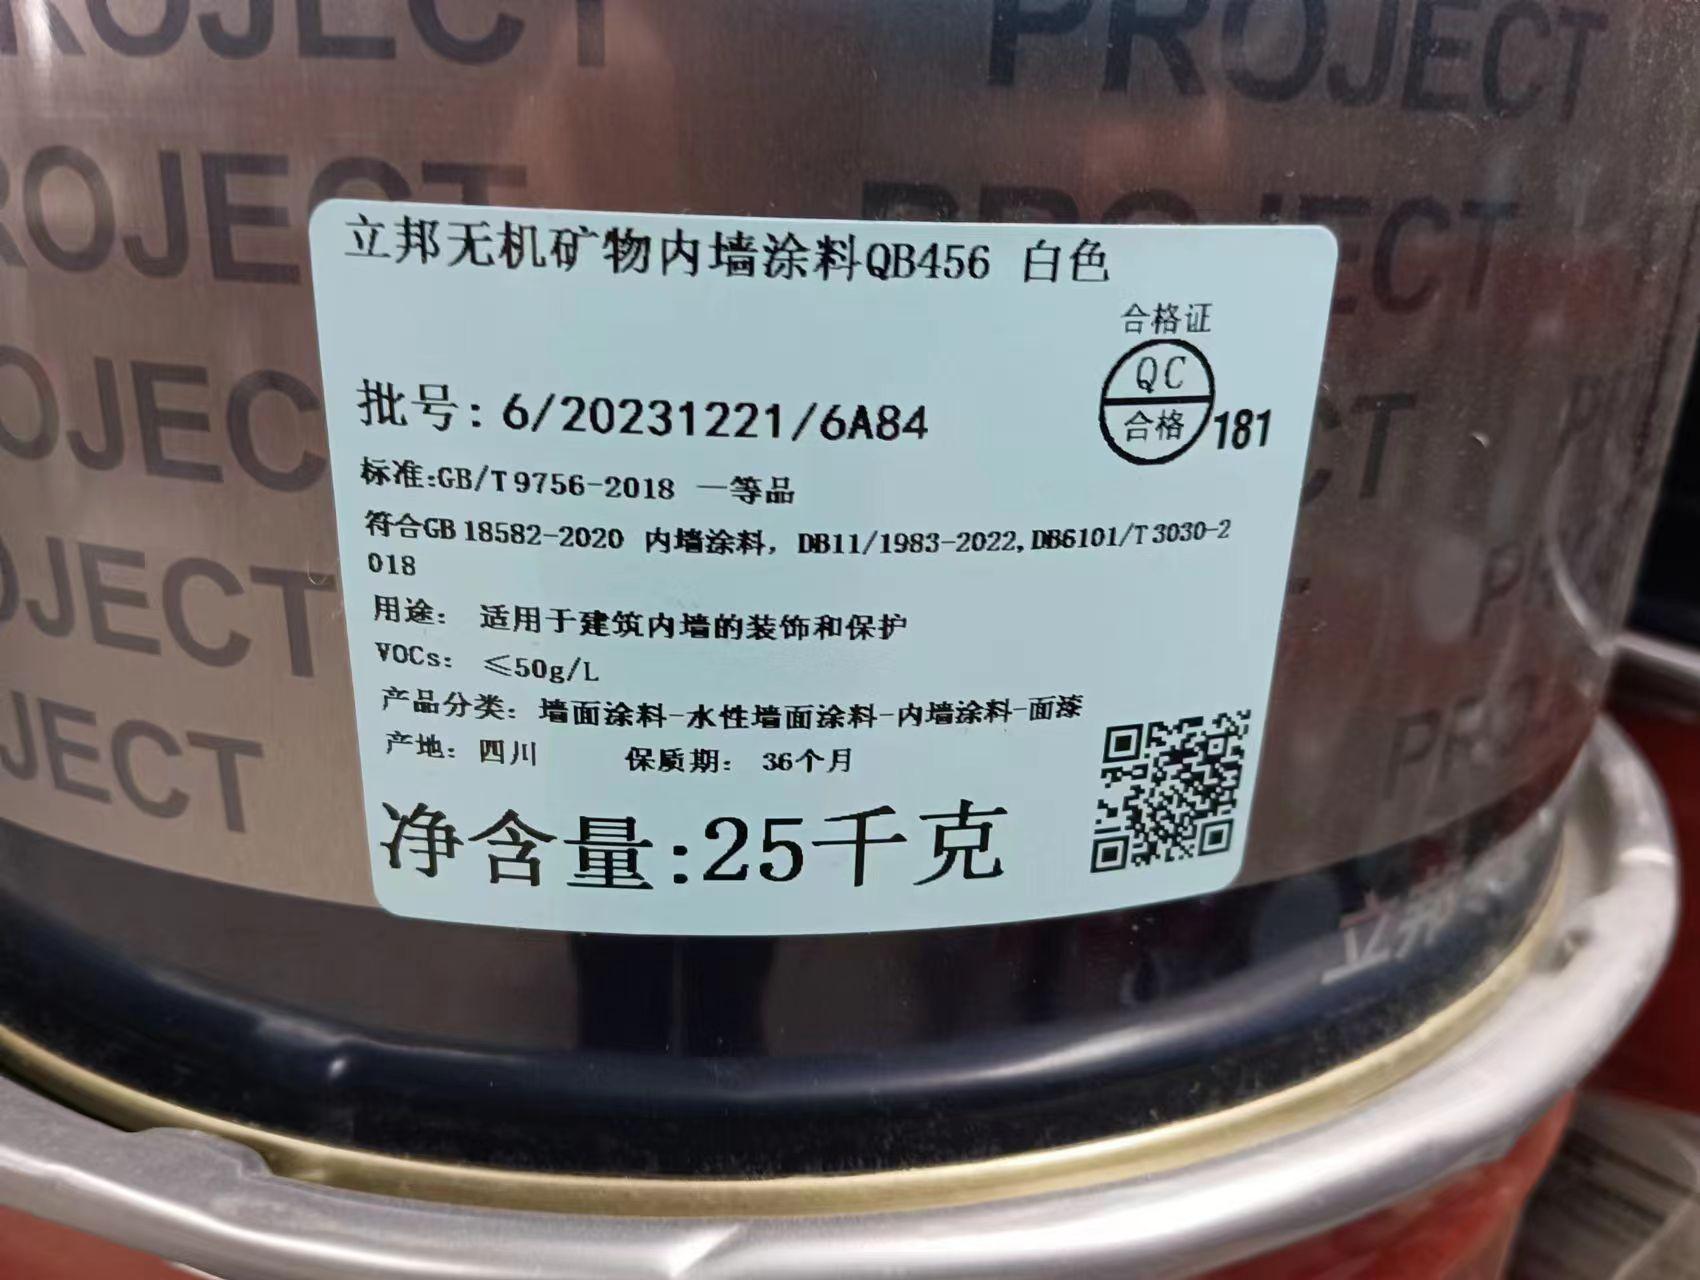 PROJECT
PROJECT
立邦无机矿物内墙涂料QB456 白色
合格证
QC
合格
181
批号: 6/20231221/6A84
标准:GB/T 9756-2018 一等品
符合GB 18582-2020 内墙涂料, DB11/1983-2022, DB6101/T 3030-2
018
用途: 适用于建筑内墙的装饰和保护
VOCs: ≤50g/L
产品分类: 墙面涂料-水性墙面涂料-内墙涂料-面漆
产地: 四川 保质期: 36个月
净含量:25千克
立邦